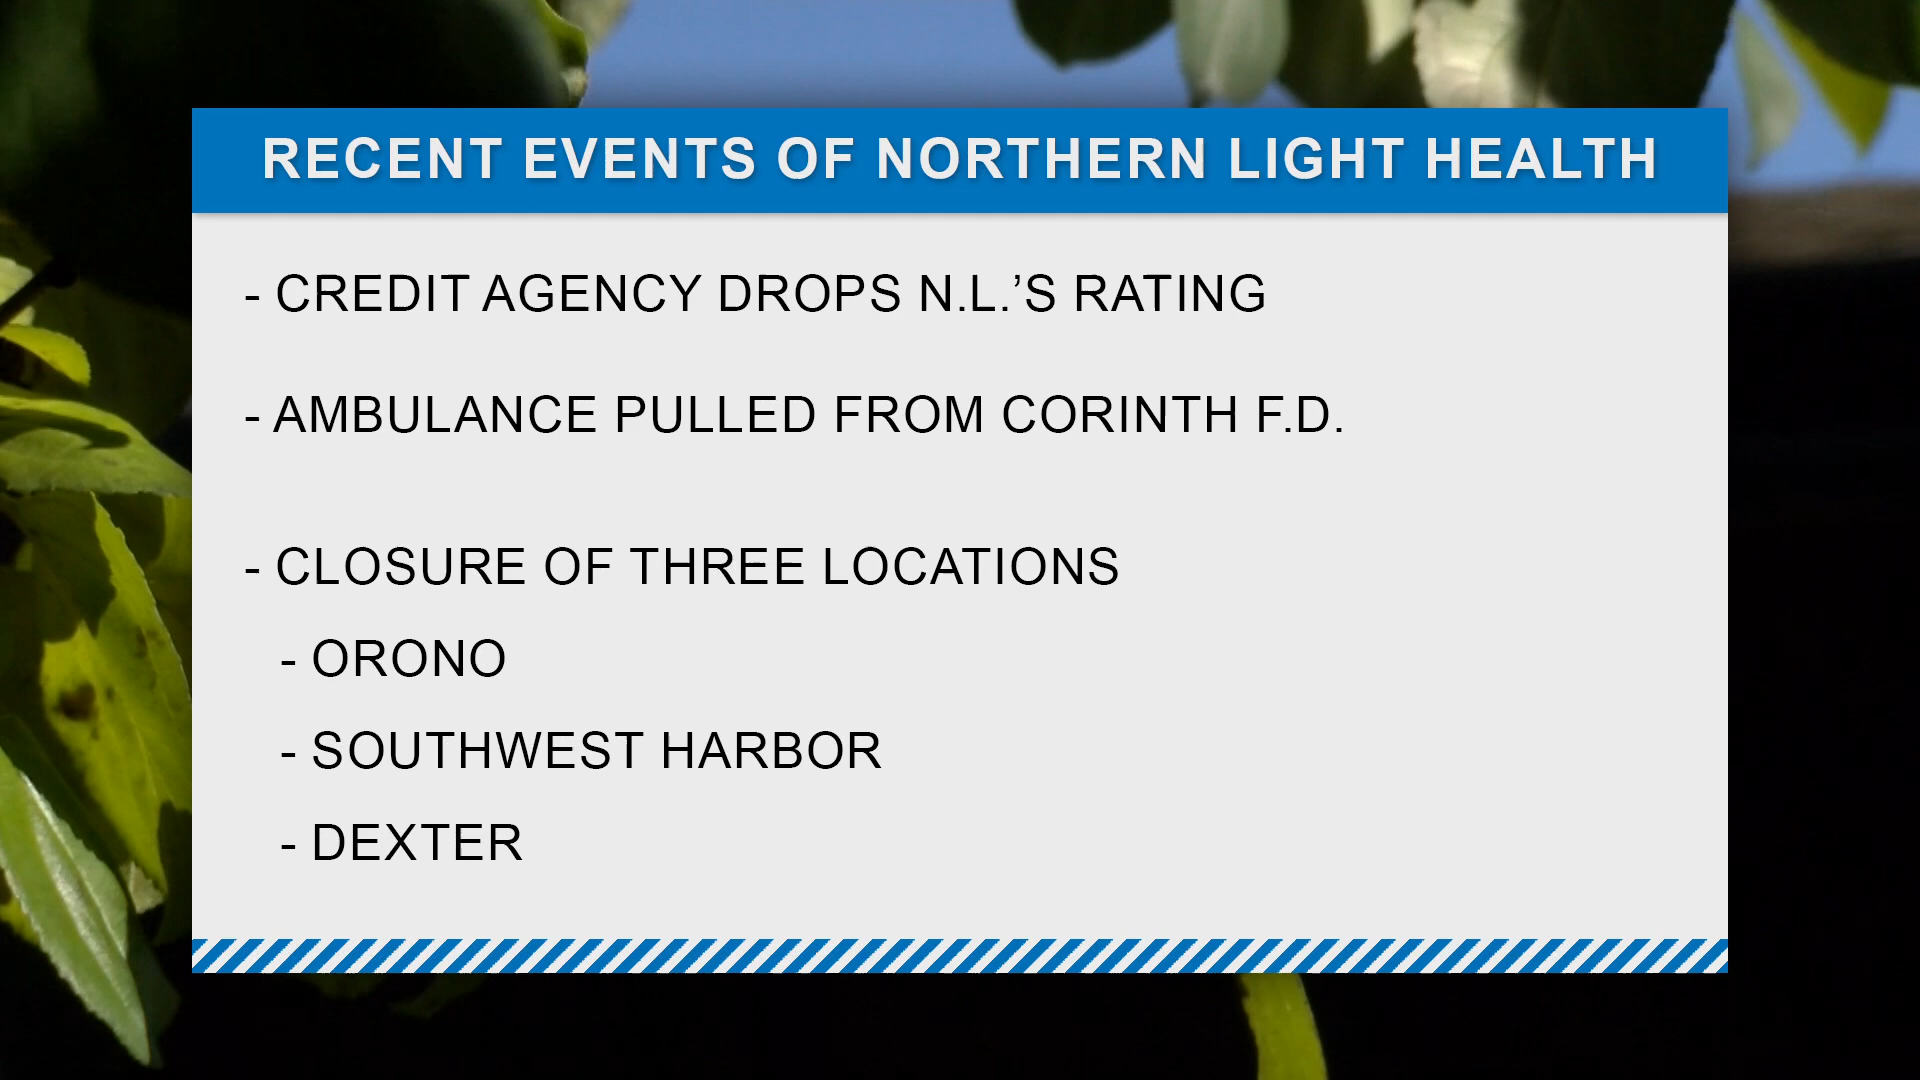 RECENT EVENTS OF NORTHERN LIGHT HEALTH
- CREDIT AGENCY DROPS N.L.’S RATING
- AMBULANCE PULLED FROM CORINTH F.D.
- CLOSURE OF THREE LOCATIONS
- ORONO
- SOUTHWEST HARBOR
- DEXTER